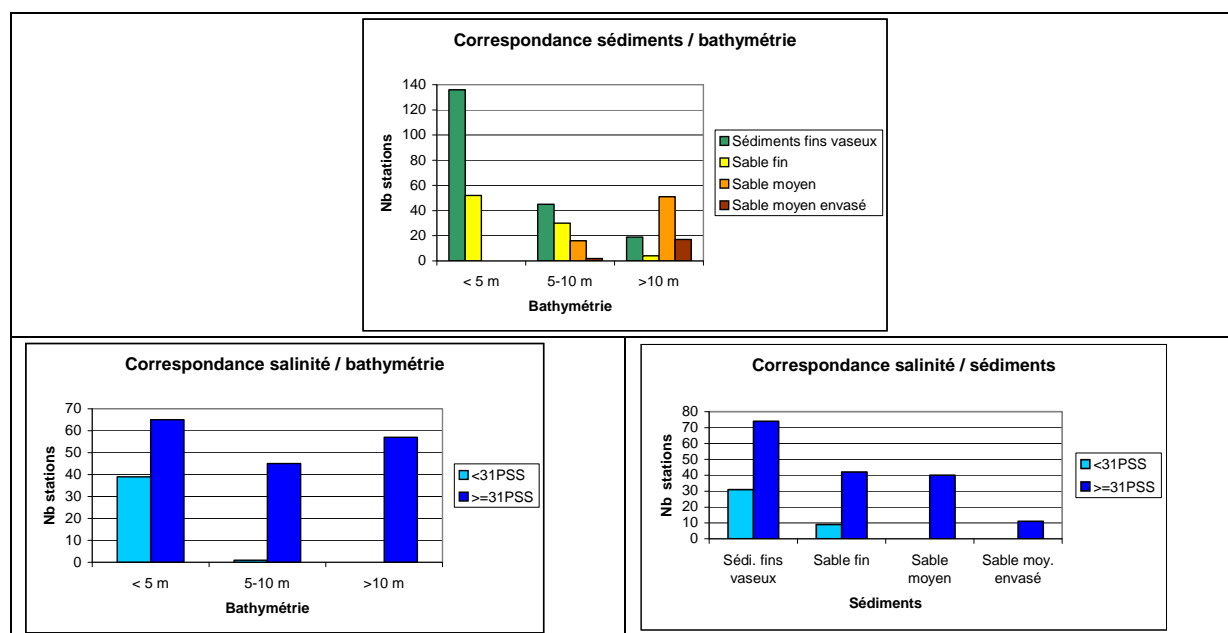 Correspondance sédiments / bathymétrie
140
120
100
80
60
40
20
0
Nb stations
< 5 m 5-10 m >10 m
Bathymétrie
Sédiments fins vaseux
Sable fin
Sable moyen
Sable moyen envasé
Correspondance salinité / bathymétrie
70
60
50
40
30
20
10
0
Nb stations
< 5 m 5-10 m >10 m
Bathymétrie
<31PSS
>=31PSS
Correspondance salinité / sédiments
80
70
60
50
40
30
20
10
0
Nb stations
Sédi. fins vaseux
Sable fin
Sable moyen
Sable moy. envasé
Sédiments
<31PSS
>=31PSS